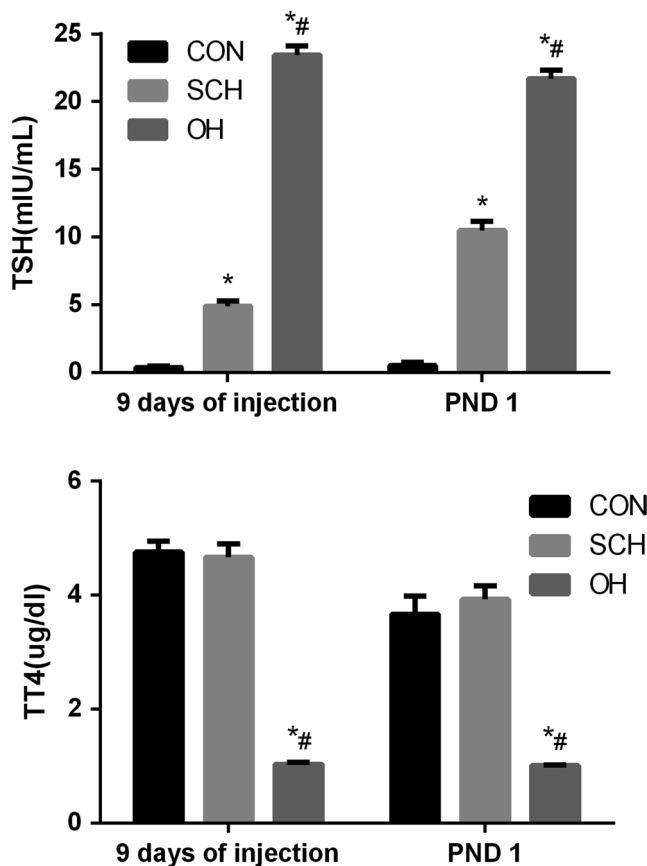 25
20
15
10
5
0
TSH(mIU/mL)
CON
SCH
OH
*
*#
*
*#
9 days of injection
PND 1
6
4
2
0
TT4(ug/dl)
CON
SCH
OH
*#
*#
9 days of injection
PND 1